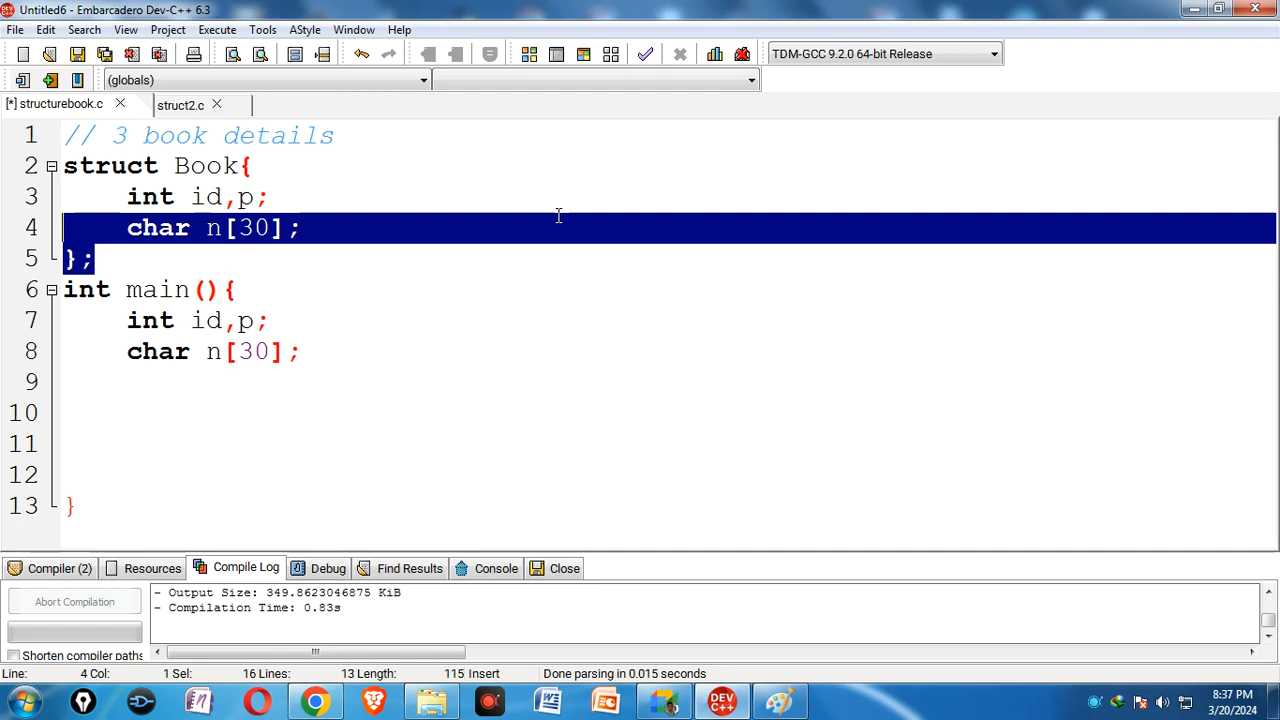 Untitled6 - Embarcadero Dev-C++ 6.3
File Edit Search View Project Execute Tools AStyle Window Help
TDM-GCC 9.2.0 64-bit Release
(globals)
[*] structurebook.c struct2.c
1 // 3 book details
2 struct Book{
3 int id,p;
4 char n[30];
5 };
6 int main(){
7 int id,p;
8 char n[30];
9
10
11
12
13 }
Compiler (2) Resources Compile Log Debug Find Results Console Close
Abort Compilation
Shorten compiler paths
- Output Size: 349.8623046875 KiB
- Compilation Time: 0.83s
Line: 4 Col: 1 Sel: 16 Lines: 13 Length: 115 Insert Done parsing in 0.015 seconds
8:37 PM
3/20/2024